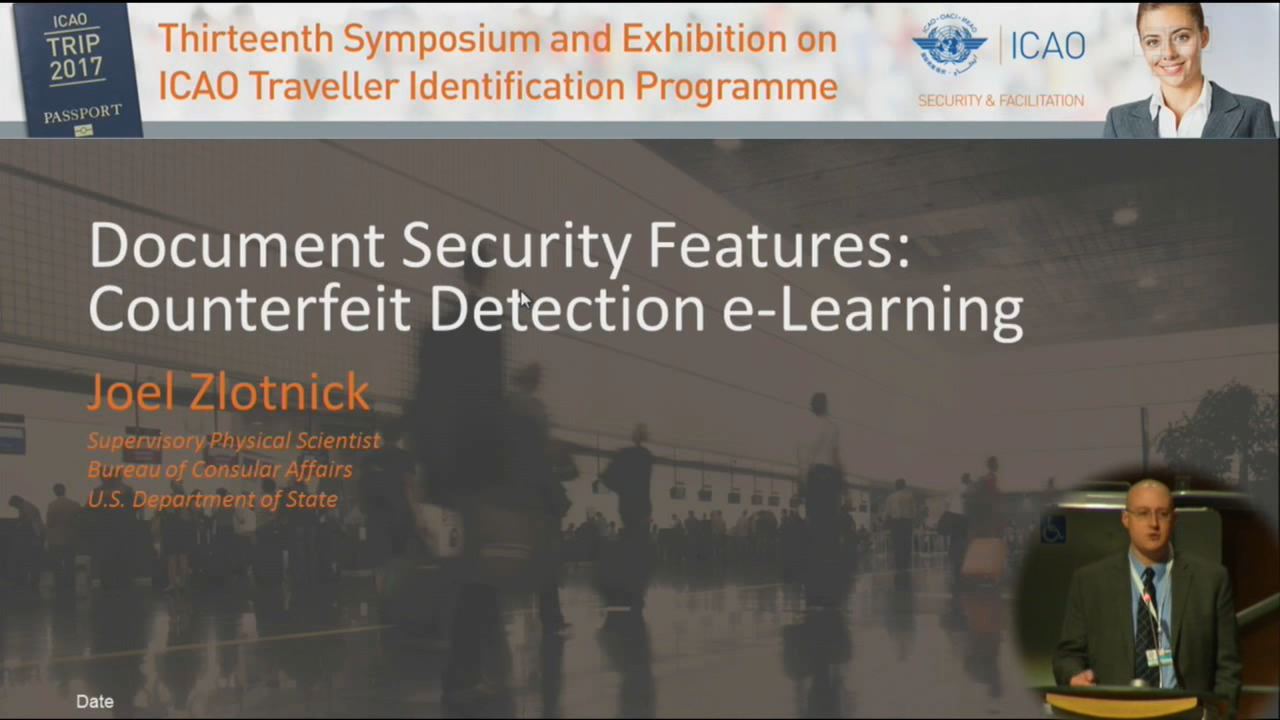 ICAO
TRIP
2017
PASSPORT
Thirteenth Symposium and Exhibition on
ICAO Traveller Identification Programme
ICAO
SECURITY & FACILITATION
Document Security Features:
Counterfeit Detection e-Learning
Joel Zlotnick
Supervisory Physical Scientist
Bureau of Consular Affairs
U.S. Department of State
Date